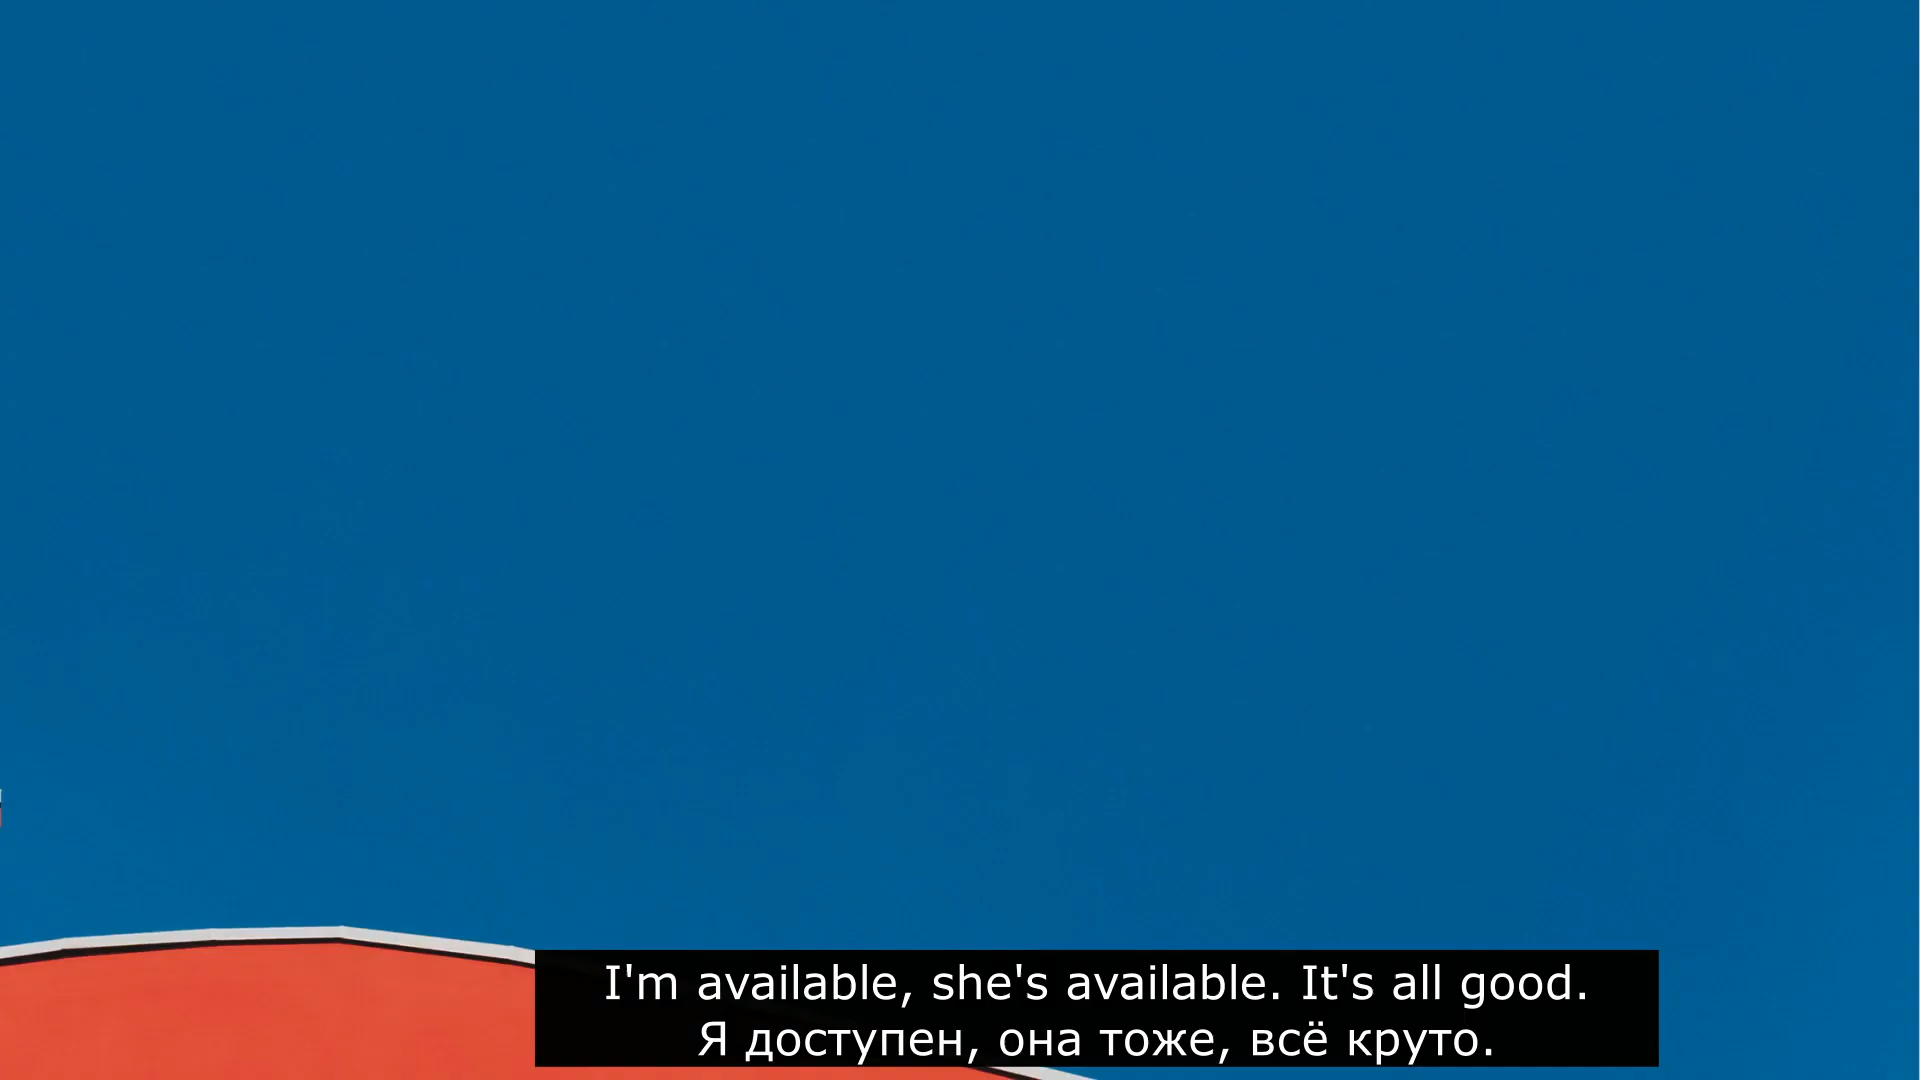 I'm available, she's available. It's all good.
Я доступен, она тоже, всё круто.